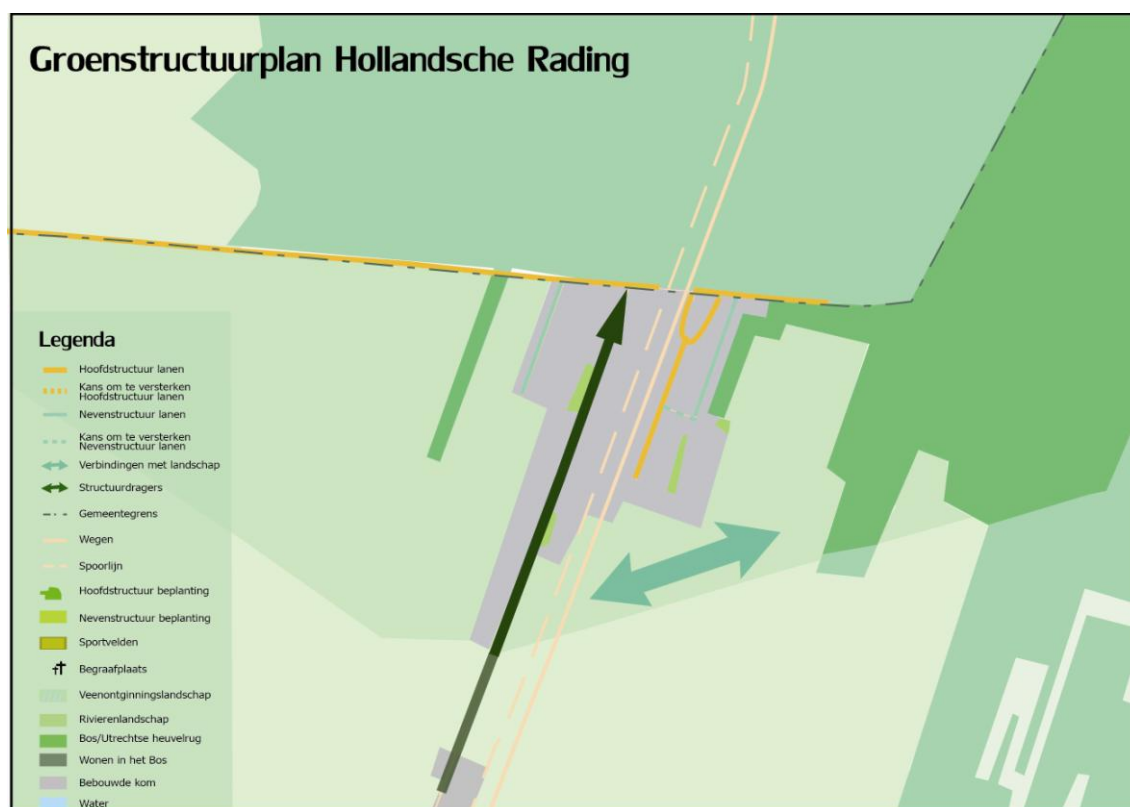 Groenstructuurplan Hollandsche Rading
Legenda
Hoofdstructuur lanen
Kans om te versterken
Hoofdstructuur lanen
Nevenstructuur lanen
Kans om te versterken
Nevenstructuur lanen
Verbindingen met landschap
Structuurdragers
Gemeentegrens
Wegen
Spoorlijn
Hoofdstructuur beplanting
Nevenstructuur beplanting
Sportvelden
Begraafplaats
Veenontginningslandschap
Rivierenlandschap
Bos/Utrechtse heuvelrug
Wonen in het Bos
Bebouwde kom
Water